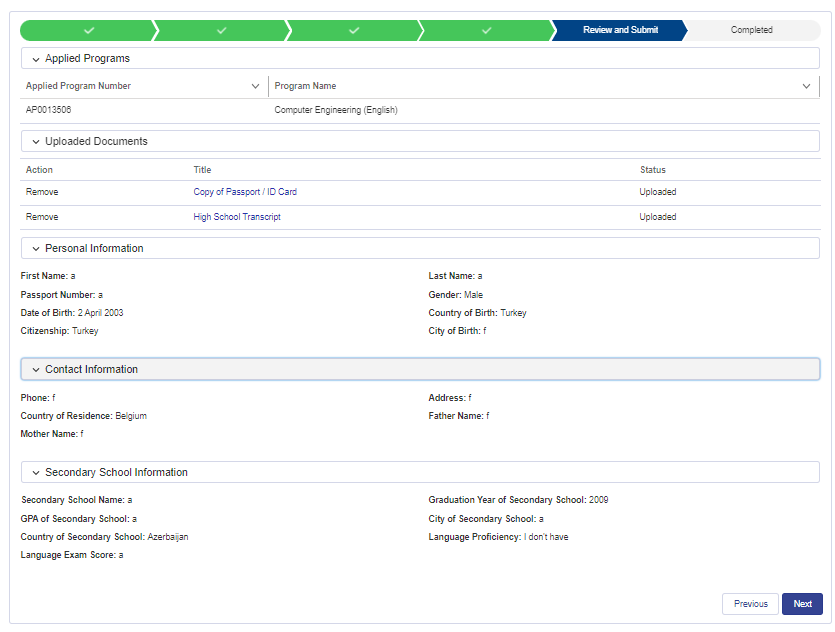 Review and Submit Completed
Applied Programs
Applied Program Number Program Name
AP0013506 Computer Engineering (English)
Uploaded Documents
Action Title Status
Remove Copy of Passport / ID Card Uploaded
Remove High School Transcript Uploaded
Personal Information
First Name: a Last Name: a
Passport Number: a Gender: Male
Date of Birth: 2 April 2003 Country of Birth: Turkey
Citizenship: Turkey City of Birth: f
Contact Information
Phone: f Address: f
Country of Residence: Belgium Father Name: f
Mother Name: f
Secondary School Information
Secondary School Name: a Graduation Year of Secondary School: 2009
GPA of Secondary School: a City of Secondary School: a
Country of Secondary School: Azerbaijan Language Proficiency: I don't have
Language Exam Score: a
Previous Next